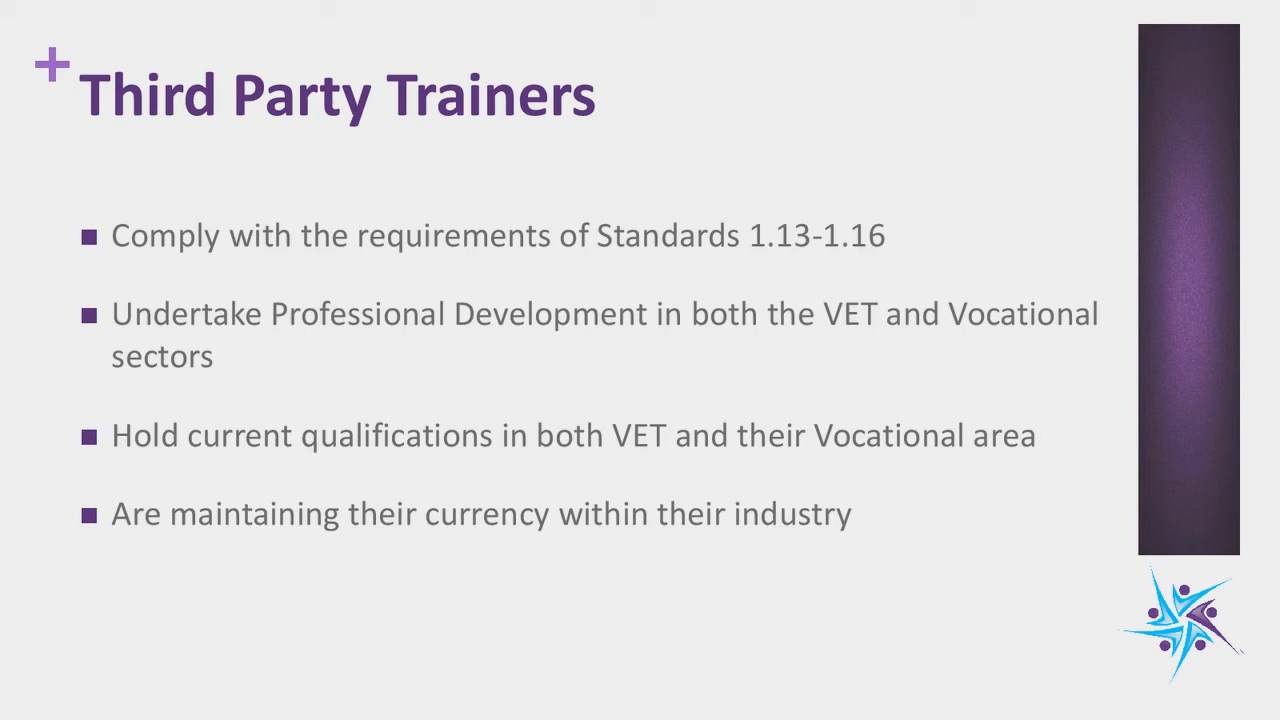 +
Third Party Trainers
■ Comply with the requirements of Standards 1.13-1.16
■ Undertake Professional Development in both the VET and Vocational
sectors
■ Hold current qualifications in both VET and their Vocational area
■ Are maintaining their currency within their industry